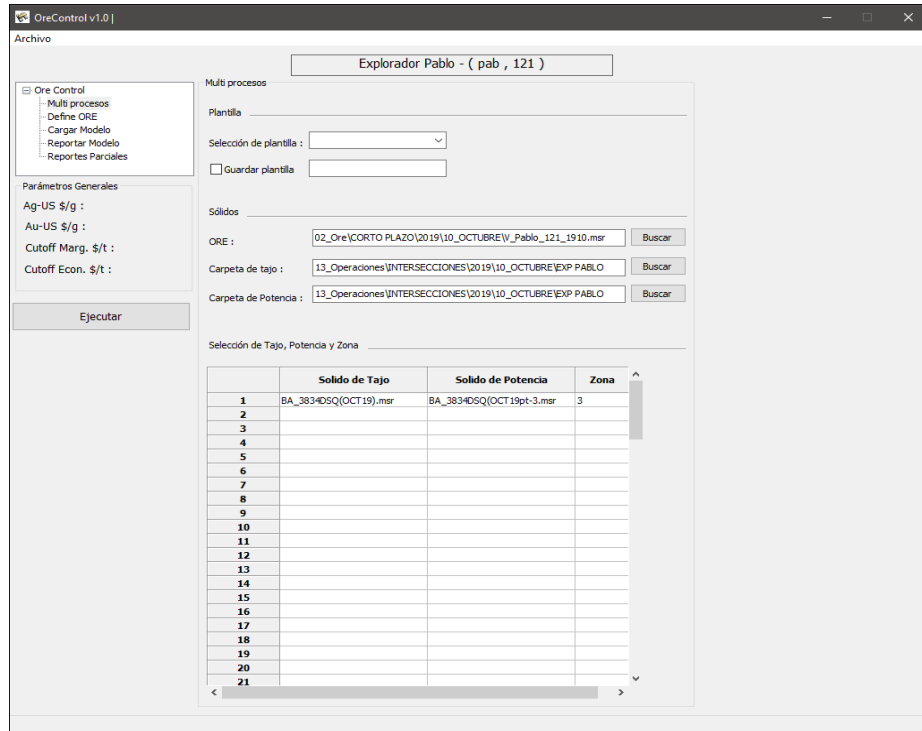 OreControl v1.0 |
Archivo
Explorador Pablo - ( pab , 121 )
Ore Control
Multi procesos
Define ORE
Cargar Modelo
Reportar Modelo
Reportes Parciales
Parámetros Generales
Ag-US $/g :
Au-US $/g :
Cutoff Marg. $/t :
Cutoff Econ. $/t :
Ejecutar
Multi procesos
Plantilla
Selección de plantilla :
Guardar plantilla
Sólidos
ORE : 02_Ore\CORTO PLAZO\2019\10_OCTUBRE\V_Pablo_121_1910.msr Buscar
Carpeta de tajo : 13_Operaciones\INTERSECCIONES\2019\10_OCTUBRE\EXP PABLO Buscar
Carpeta de Potencia : 13_Operaciones\INTERSECCIONES\2019\10_OCTUBRE\EXP PABLO Buscar
Selección de Tajo, Potencia y Zona
Solido de Tajo Solido de Potencia Zona
1 BA_3834DSQ(OCT19).msr BA_3834DSQ(OCT19pt-3.msr 3
2
3
4
5
6
7
8
9
10
11
12
13
14
15
16
17
18
19
20
21